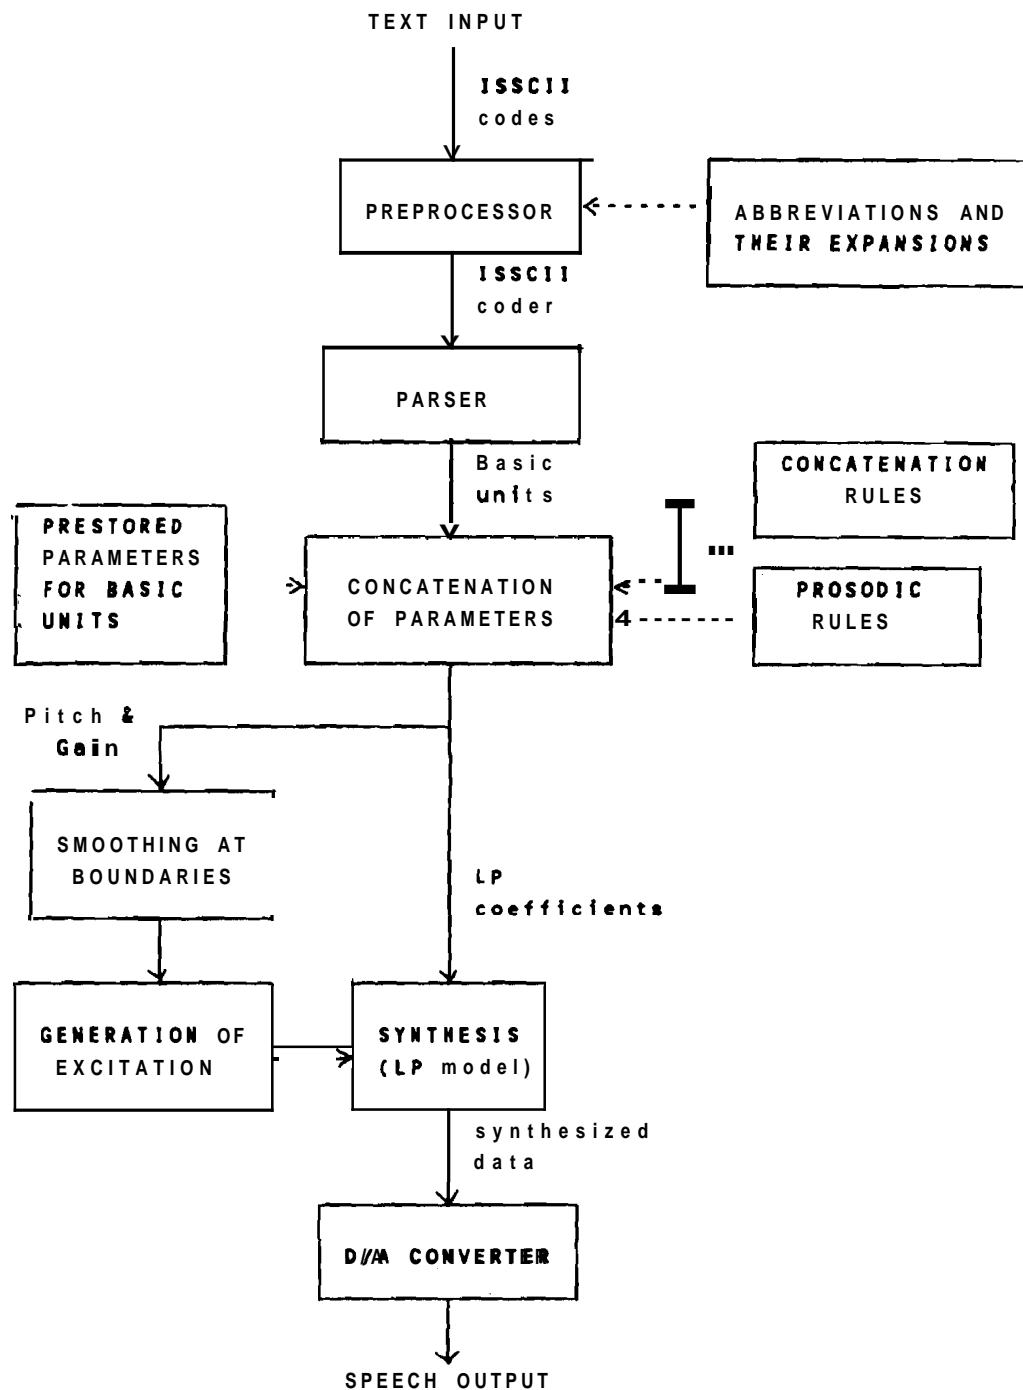 TEXT INPUT
ISSCII
codes
PREPROCESSOR
ABBREVIATIONS AND
THEIR EXPANSIONS
ISSCII
coder
PARSER
Basic
units
CONCATENATION
RULES
PRESTORED
PARAMETERS
FOR BASIC
UNITS
CONCATENATION
OF PARAMETERS
4
PROSODIC
RULES
Pitch &
Gain
SMOOTHING AT
BOUNDARIES
LP
coefficients
GENERATION OF
EXCITATION
SYNTHESIS
(LP model)
synthesized
data
D/A CONVERTER
SPEECH OUTPUT